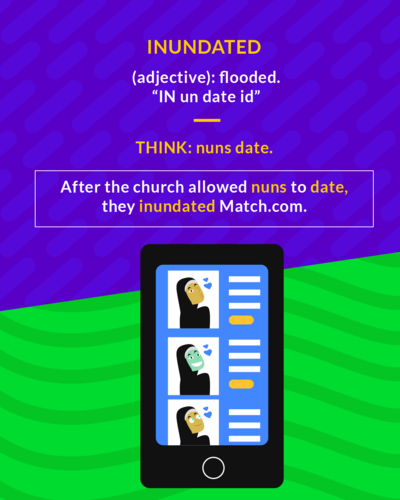 INUNDATED
(adjective): flooded.
“IN un date id”
THINK: nuns date.
After the church allowed nuns to date,
they inundated Match.com.